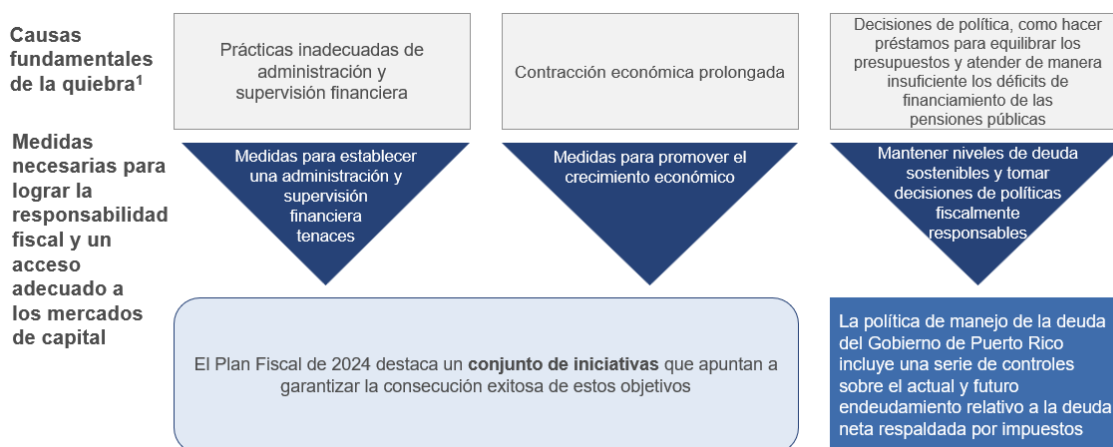 Causas
fundamentales
de la quiebra¹
Prácticas inadecuadas de
administración y
supervisión financiera
Contracción económica prolongada
Decisiones de política, como hacer
préstamos para equilibrar los
presupuestos y atender de manera
insuficiente los déficits de
financiamiento de las
pensiones públicas
Medidas
necesarias para
lograr la
responsabilidad
fiscal y un
acceso
adecuado a
los mercados
de capital
Medidas para establecer
una administración y
supervisión
financiera
tenaces
Medidas para promover el
crecimiento económico
Mantener niveles de deuda
sostenibles y tomar
decisiones de políticas
fiscalmente
responsables
El Plan Fiscal de 2024 destaca un conjunto de iniciativas que apuntan a
garantizar la consecución exitosa de estos objetivos
La política de manejo de la deuda
del Gobierno de Puerto Rico
incluye una serie de controles
sobre el actual y futuro
endeudamiento relativo a la deuda
neta respaldada por impuestos